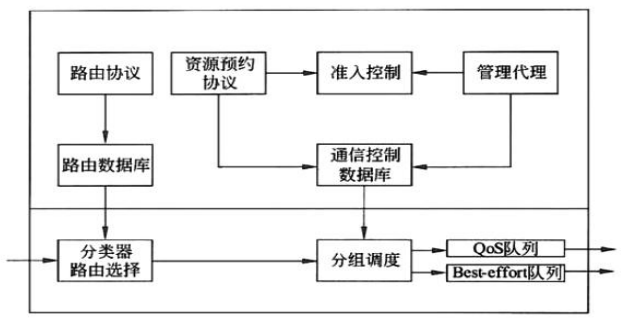 路由协议
资源预约
协议
准入控制
管理代理
路由数据库
通信控制
数据库
分类器
路由选择
分组调度
QoS队列
Best-effort队列